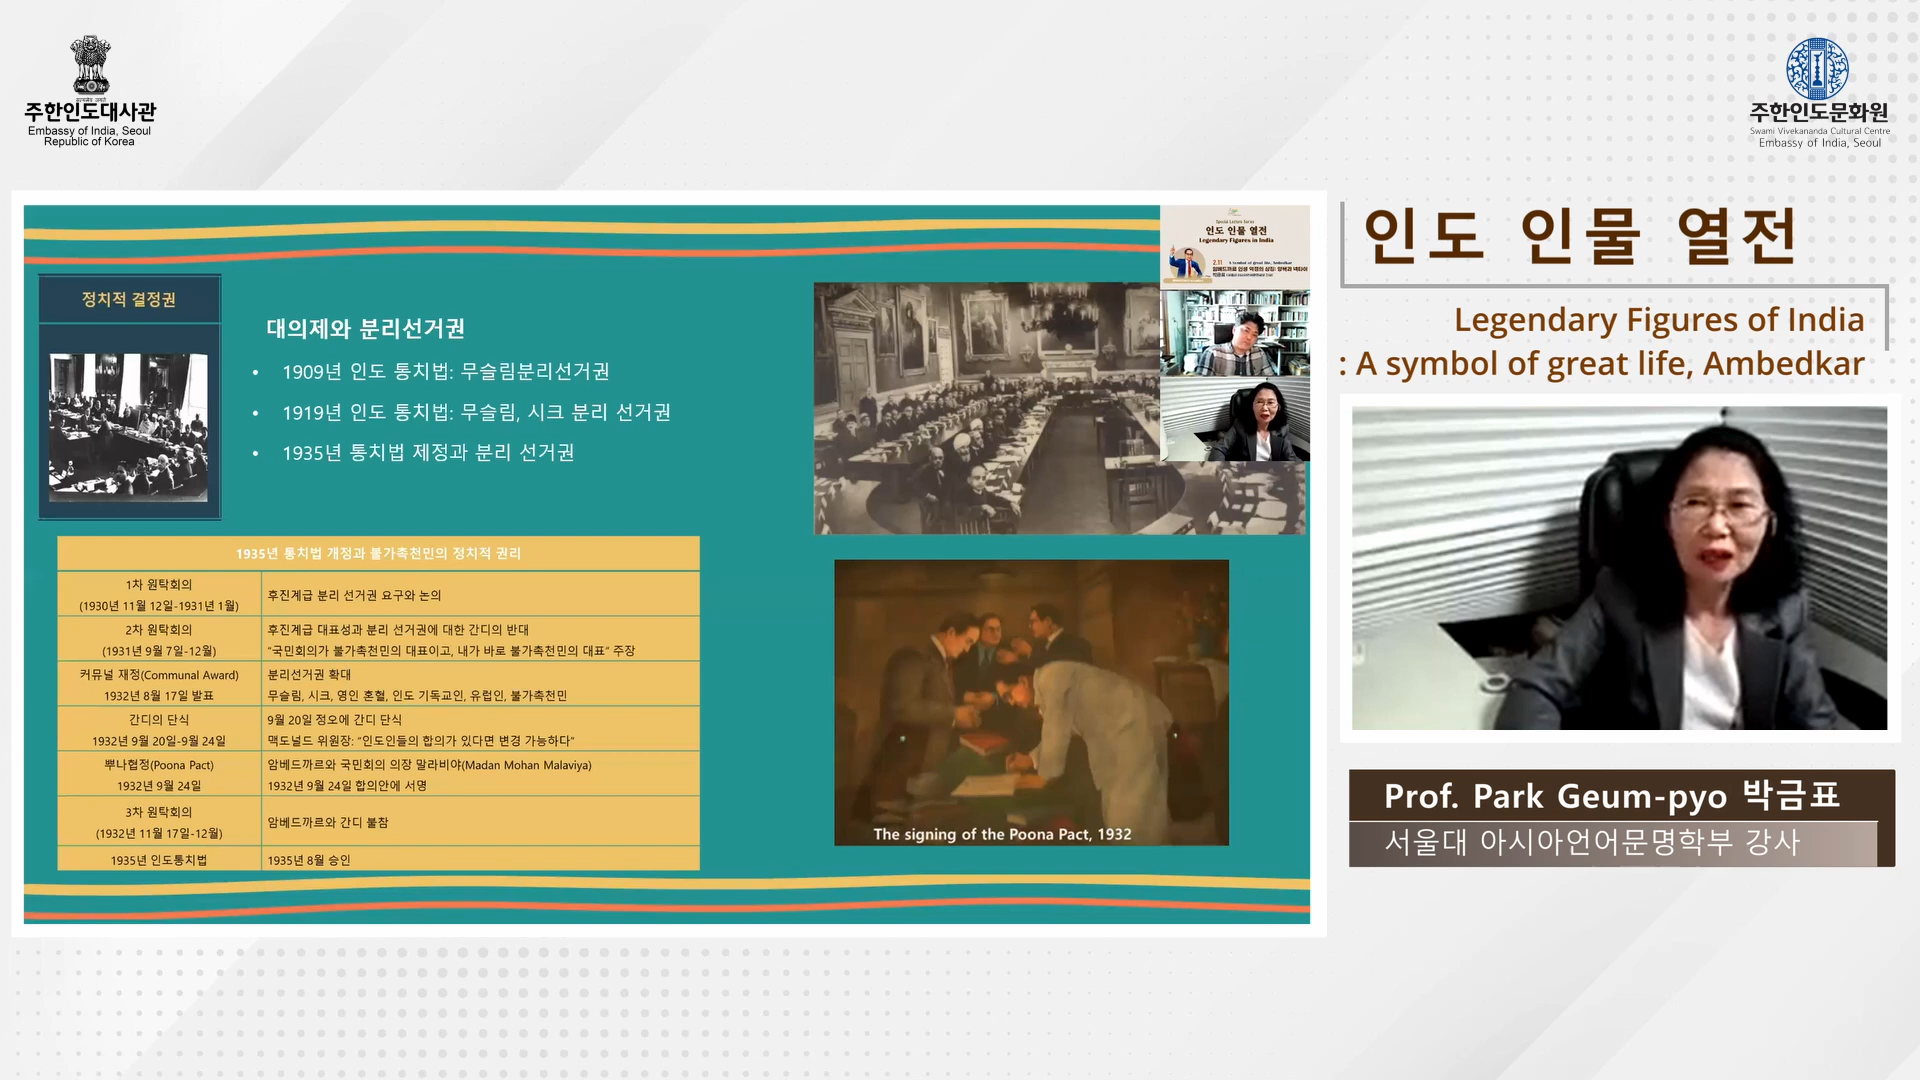 주한인도대사관
Embassy of India, Seoul
Republic of Korea
주한인도문화원
Swami Vivekananda Cultural Centre
Embassy of India, Seoul
인도 인물 열전
Legendary Figures of India
: A symbol of great life, Ambedkar
정치적 결정권
대의제와 분리선거권
• 1909년 인도 통치법: 무슬림분리선거권
• 1919년 인도 통치법: 무슬림, 시크 분리 선거권
• 1935년 통치법 제정과 분리 선거권
Special Lecture Series
인도 인물 열전
Legendary Figures in India
2.11
A Symbol of great life, Ambedkar
1935년 통치법 개정과 불가촉천민의 정치적 권리
1차 원탁회의
(1930년 11월 12일-1931년 1월)
후진계급 분리 선거권 요구와 논의
2차 원탁회의
(1931년 9월 7일-12월)
후진계급 대표성과 분리 선거권에 대한 간디의 반대
"국민회의가 불가촉천민의 대표이고, 내가 바로 불가촉천민의 대표" 주장
커뮤널 재정(Communal Award)
1932년 8월 17일 발표
분리선거권 확대
무슬림, 시크, 영인 혼혈, 인도 기독교인, 유럽인, 불가촉천민
간디의 단식
1932년 9월 20일-9월 24일
9월 20일 정오에 간디 단식
맥도널드 위원장: "인도인들의 합의가 있다면 변경 가능하다"
뿌나협정(Poona Pact)
1932년 9월 24일
암베드까르와 국민회의 의장 말라비야(Madan Mohan Malaviya)
1932년 9월 24일 합의안에 서명
3차 원탁회의
(1932년 11월 17일-12월)
암베드까르와 간디 불참
1935년 인도통치법
1935년 8월 승인
The signing of the Poona Pact, 1932
Prof. Park Geum-pyo 박금표
서울대 아시아언어문명학부 강사